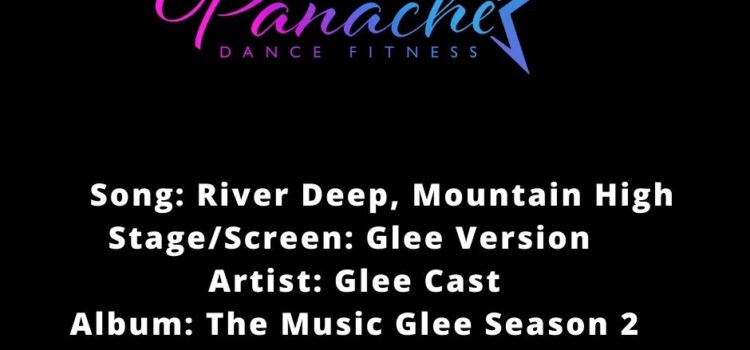 Panache
DANCE FITNESS
Song: River Deep, Mountain High
Stage/Screen: Glee Version
Artist: Glee Cast
Album: The Music Glee Season 2